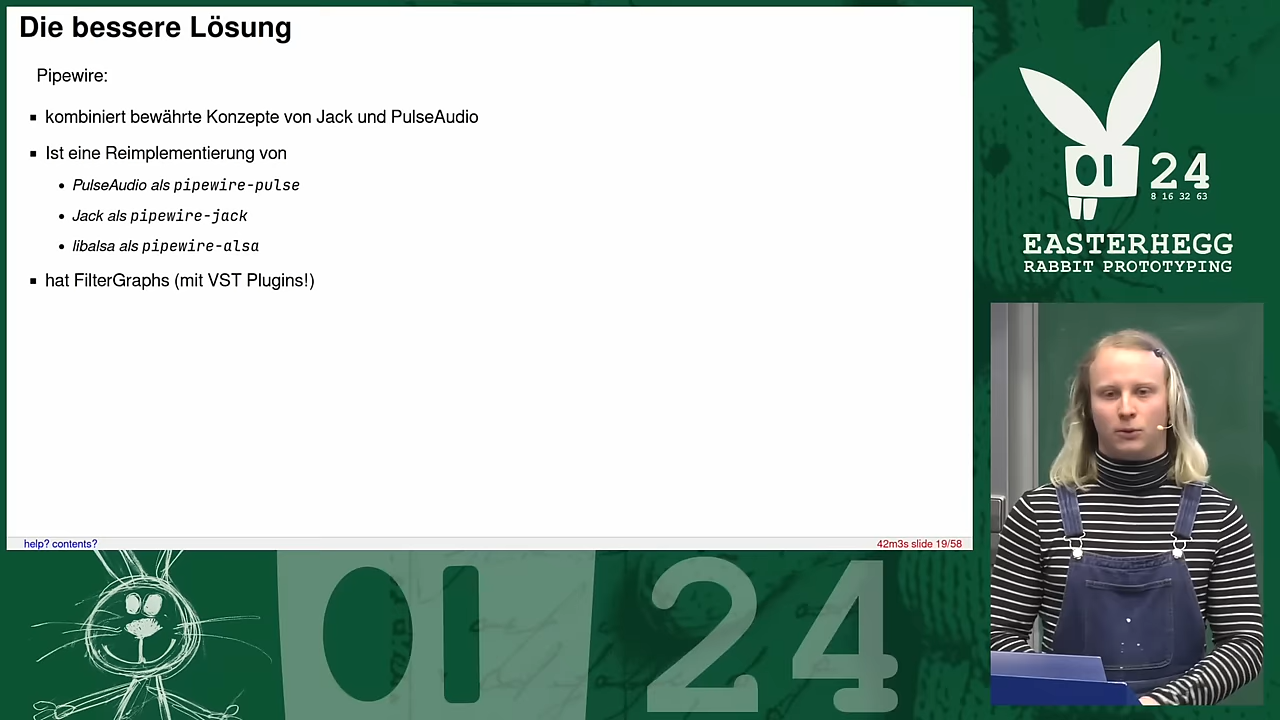 Die bessere Lösung
Pipewire:
kombiniert bewährte Konzepte von Jack und PulseAudio
Ist eine Reimplementierung von
PulseAudio als pipewire-pulse
Jack als pipewire-jack
libalsa als pipewire-alsa
hat FilterGraphs (mit VST Plugins!)
help? contents?
42m3s slide 19/58
24
8 16 32 63
EASTERHEGG
RABBIT PROTOTYPING
24